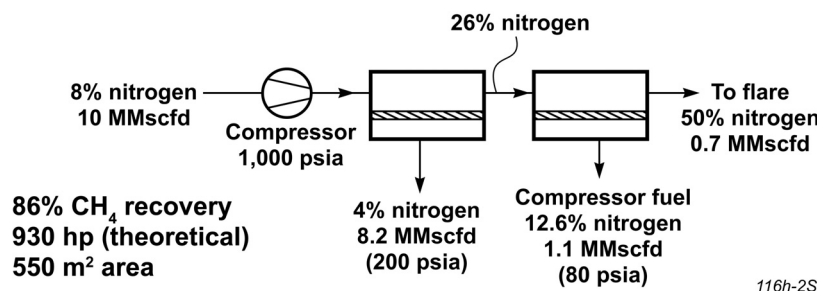 26% nitrogen
8% nitrogen
10 MMscfd
Compressor
1,000 psia
To flare
50% nitrogen
0.7 MMscfd
4% nitrogen
8.2 MMscfd
(200 psia)
Compressor fuel
12.6% nitrogen
1.1 MMscfd
(80 psia)
86% CH₄ recovery
930 hp (theoretical)
550 m² area
116h-2S